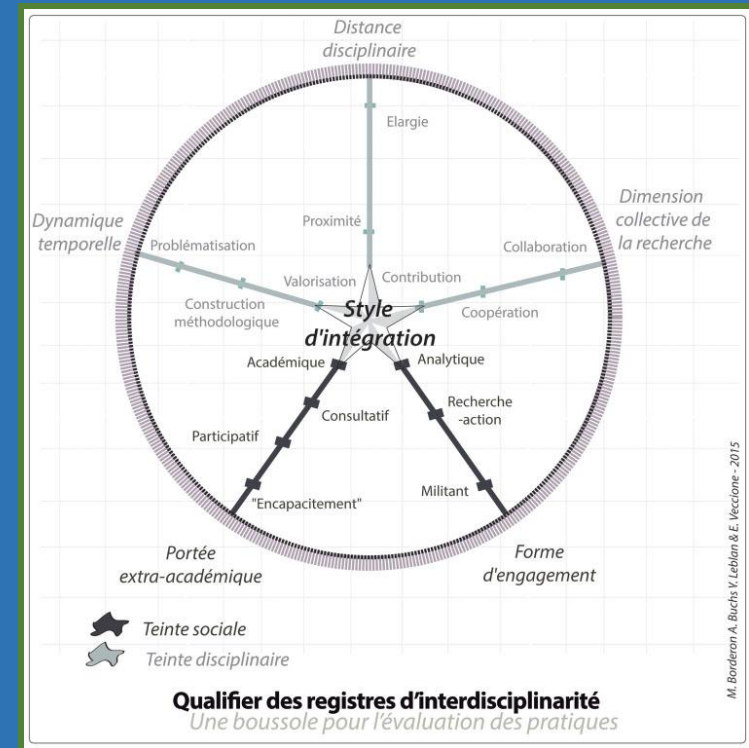 Distance
disciplinaire
Elargie
Proximité
Dynamique
temporelle
Problématisation
Construction
méthodologique
Valorisation
Dimension
collective de
la recherche
Collaboration
Coopération
Contribution
Style
d'intégration
Académique
Consultatif
Participatif
"Encapacitement"
Portée
extra-académique
Analytique
Recherche
-action
Militant
Forme
d'engagement
Teinte sociale
Teinte disciplinaire
Qualifier des registres d'interdisciplinarité
Une boussole pour l'évaluation des pratiques
M. Borderon A. Buchs V. Leblan & E. Veccione - 2015